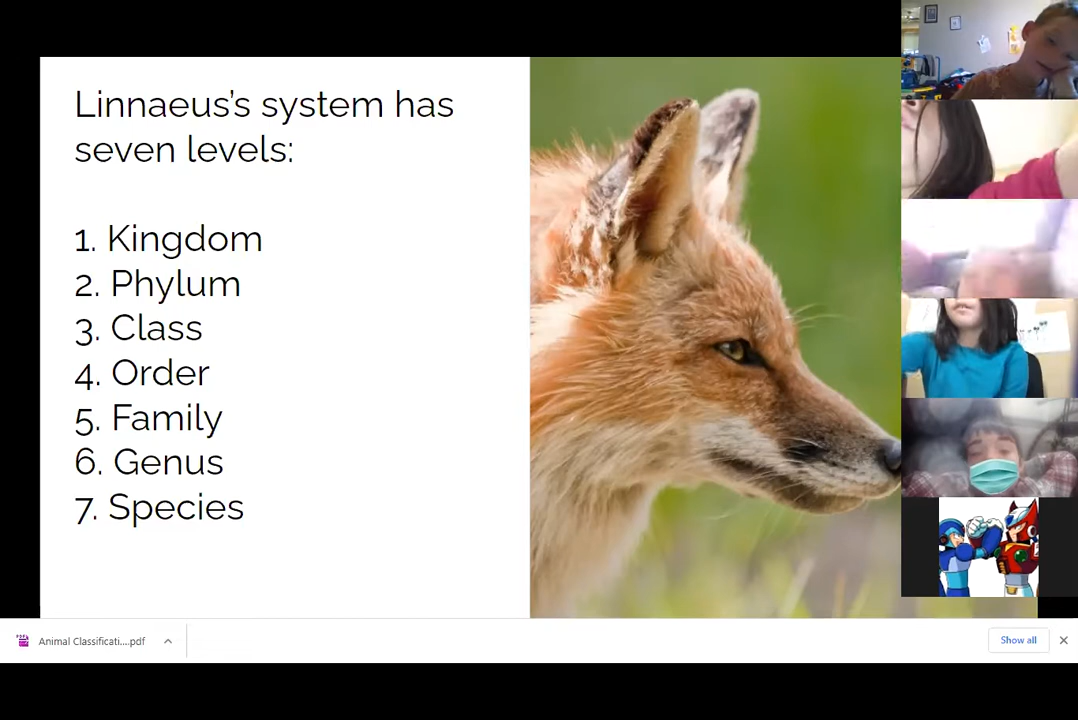 Linnaeus's system has
seven levels:
1. Kingdom
2. Phylum
3. Class
4. Order
5. Family
6. Genus
7. Species
Animal Classificati....pdf
Show all